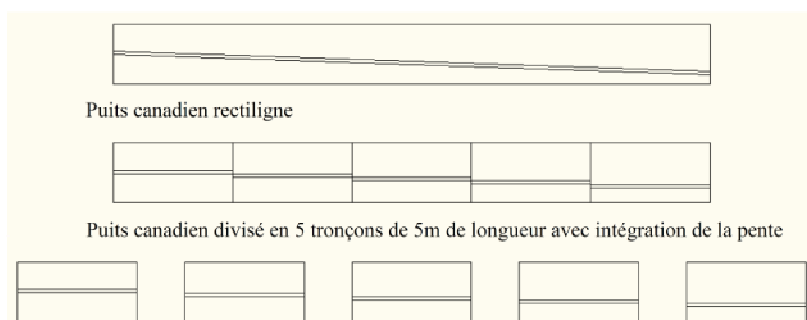 Puits canadien rectiligne
Puits canadien divisé en 5 tronçons de 5m de longueur avec intégration de la pente